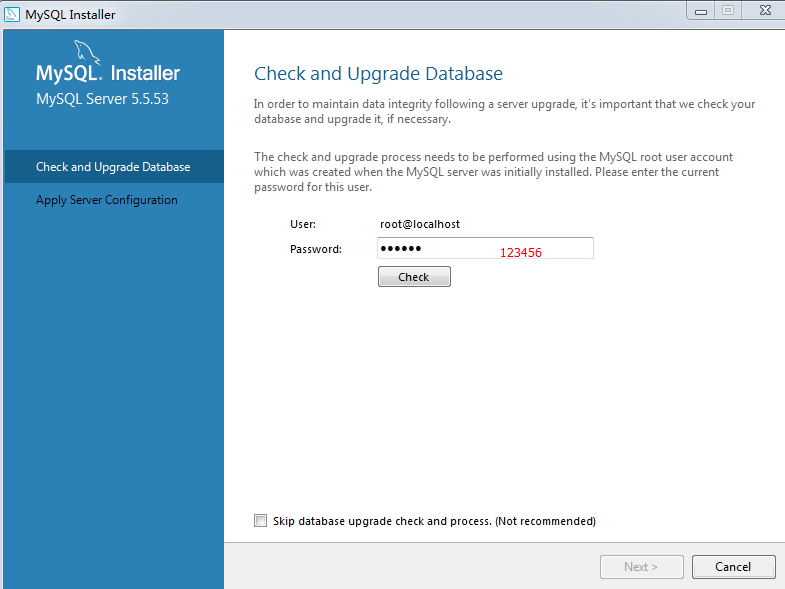 MySQL Installer
MySQL. Installer
MySQL Server 5.5.53
Check and Upgrade Database
Apply Server Configuration
Check and Upgrade Database
In order to maintain data integrity following a server upgrade, it's important that we check your
database and upgrade it, if necessary.
The check and upgrade process needs to be performed using the MySQL root user account
which was created when the MySQL server was initially installed. Please enter the current
password for this user.
User: root@localhost
Password: •••••• 123456
Check
Skip database upgrade check and process. (Not recommended)
Next > Cancel